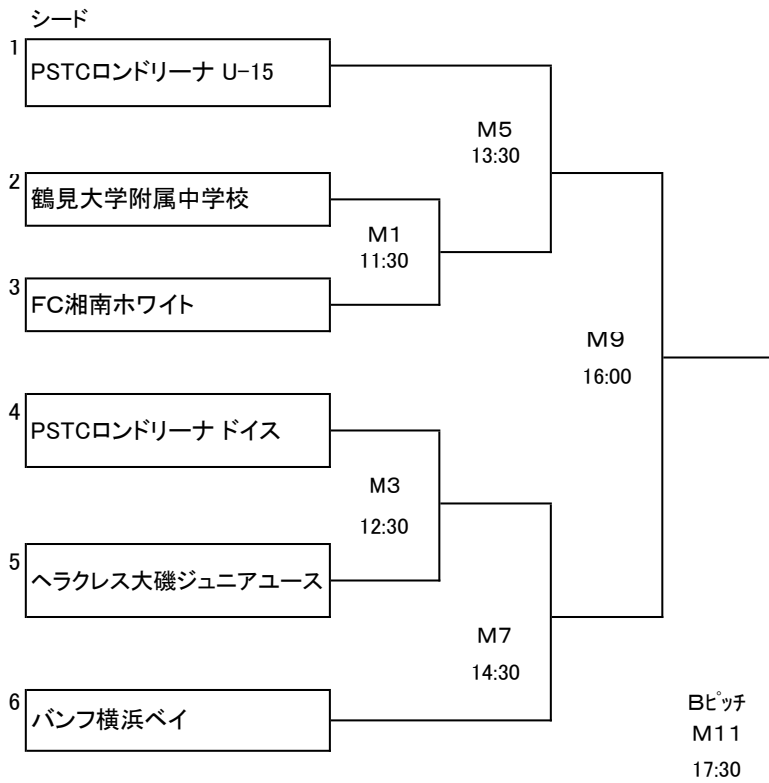 シード
1
PSTCロンドリーナ U-15
M5
13:30
2
鶴見大学附属中学校
M1
11:30
3
FC湘南ホワイト
M9
16:00
4
PSTCロンドリーナ ドイス
M3
12:30
5
ヘラクレス大磯ジュニアユース
M7
14:30
6
バンフ横浜ベイ
Bピッチ
M11
17:30